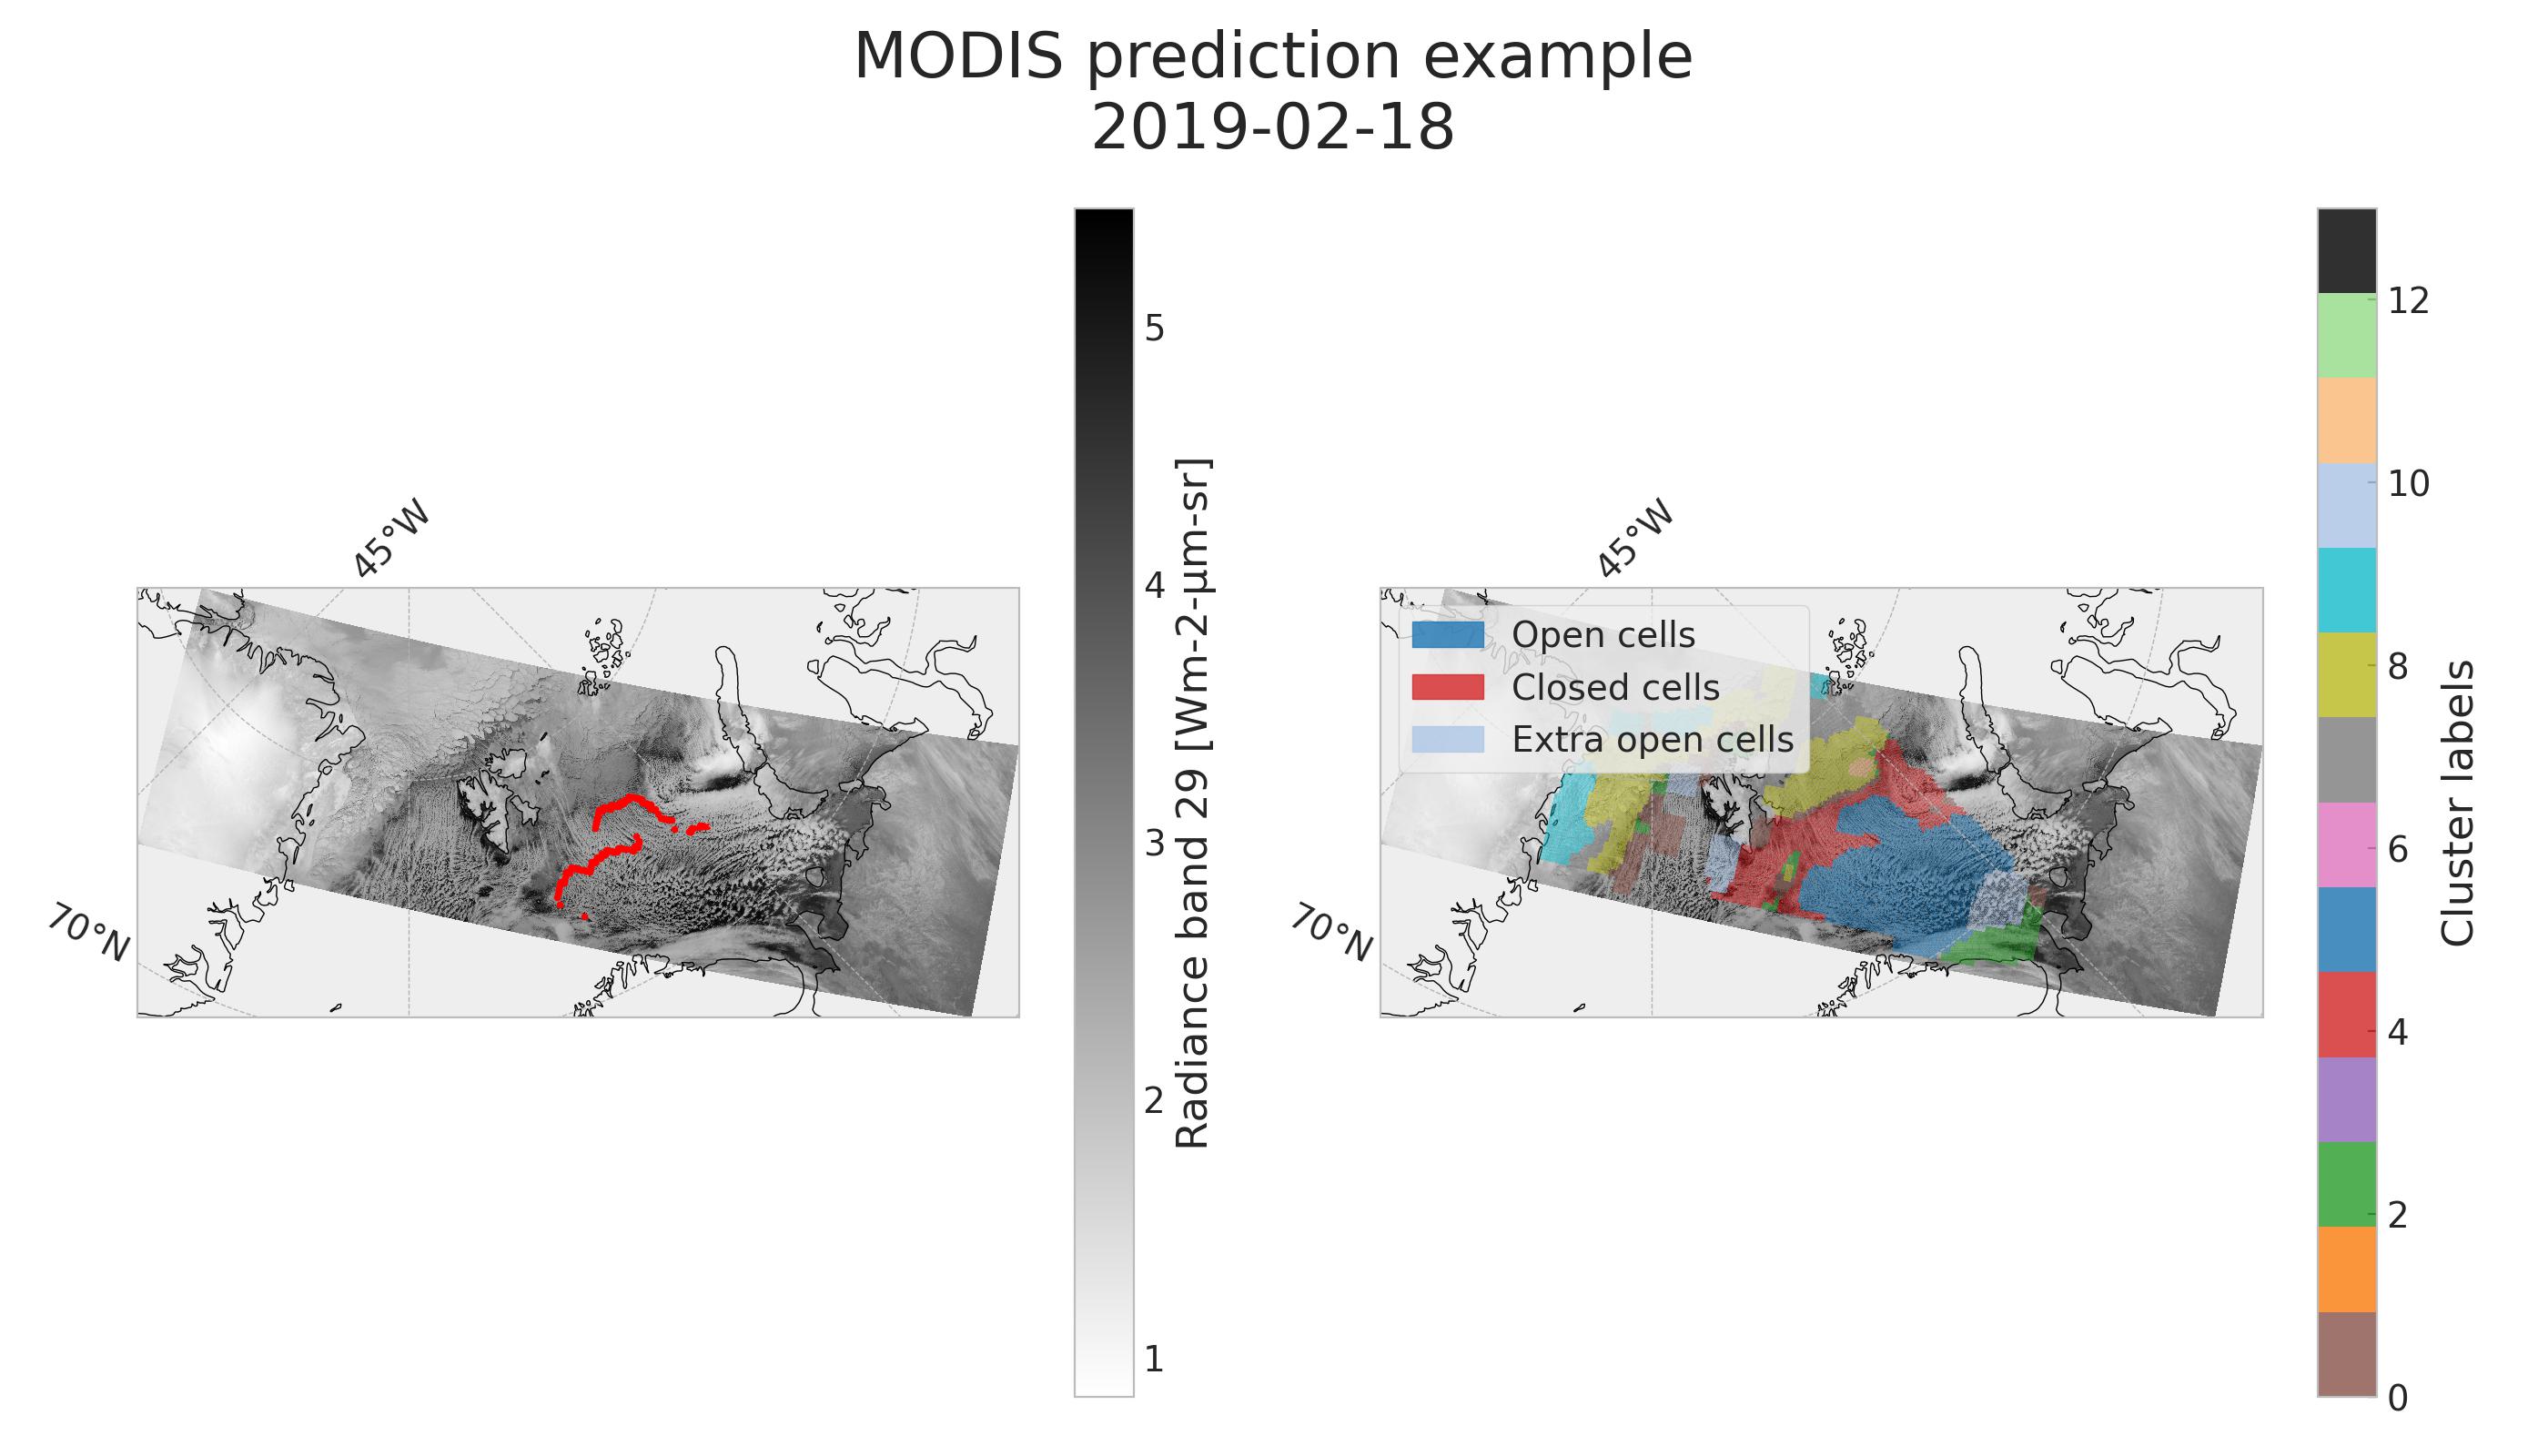 MODIS prediction example
2019-02-18
45°W
70°N
5
4
3
2
1
Radiance band 29 [Wm-2-µm-sr]
45°W
70°N
Open cells
Closed cells
Extra open cells
12
10
8
6
4
2
0
Cluster labels